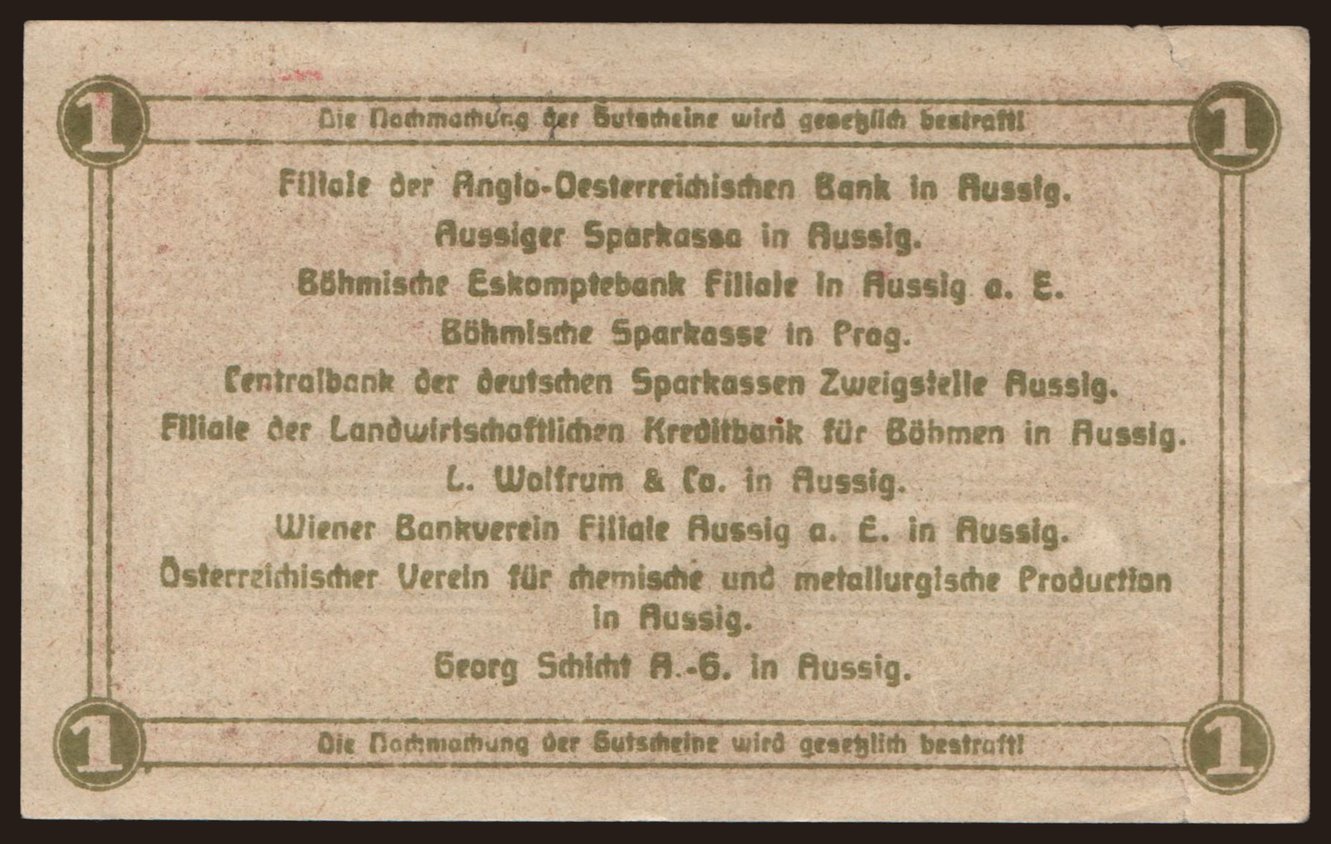 1 Die Nachmachung der Gutscheine wird gesetzlich bestraft! 1
Filiale der Anglo-Oesterreichischen Bank in Aussig.
Aussiger Sparkassa in Aussig.
Böhmische Eskomptebank Filiale in Aussig a. E.
Böhmische Sparkasse in Prag.
Centralbank der deutschen Sparkassen Zweigstelle Aussig.
Filiale der Landwirtschaftlichen Kreditbank für Böhmen in Aussig.
L. Wolfrum & Co. in Aussig.
Wiener Bankverein Filiale Aussig a. E. in Aussig.
Österreichischer Verein für chemische und metallurgische Production
in Aussig.
Georg Schicht A.-G. in Aussig.
1 Die Nachmachung der Gutscheine wird gesetzlich bestraft! 1